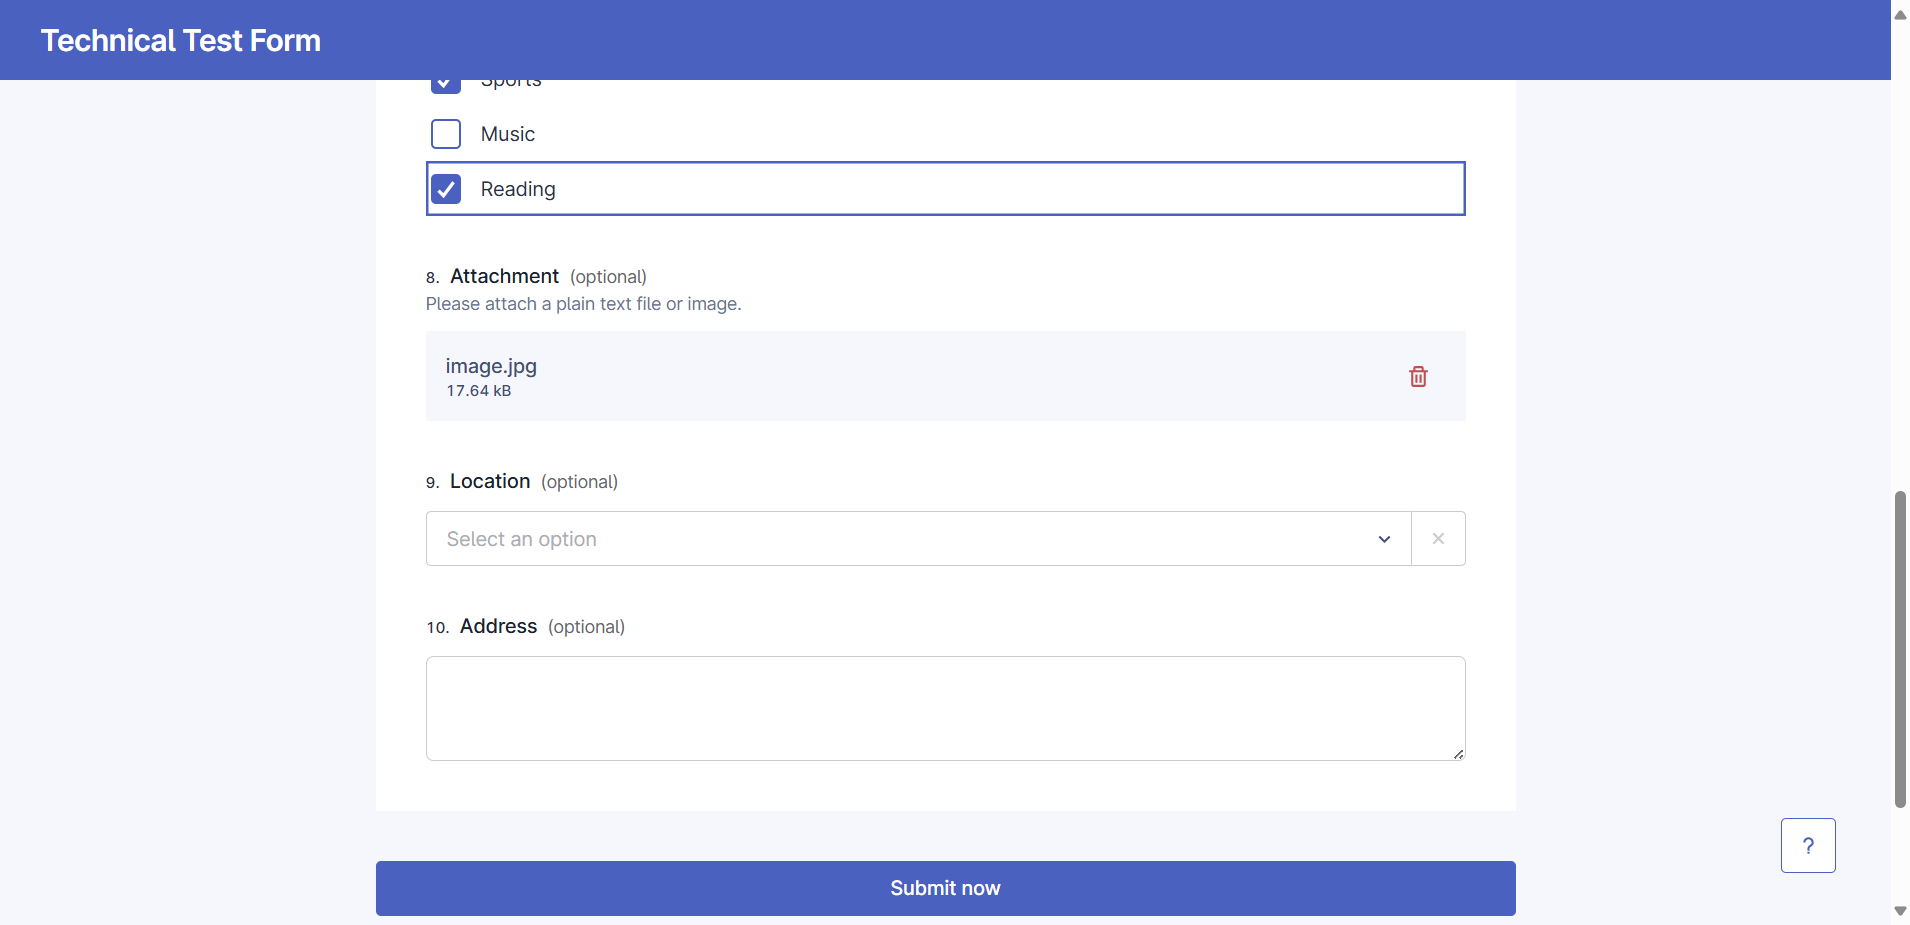 Technical Test Form
Sports
Music
Reading
8. Attachment (optional)
Please attach a plain text file or image.
image.jpg
17.64 kB
9. Location (optional)
Select an option
10. Address (optional)
?
Submit now